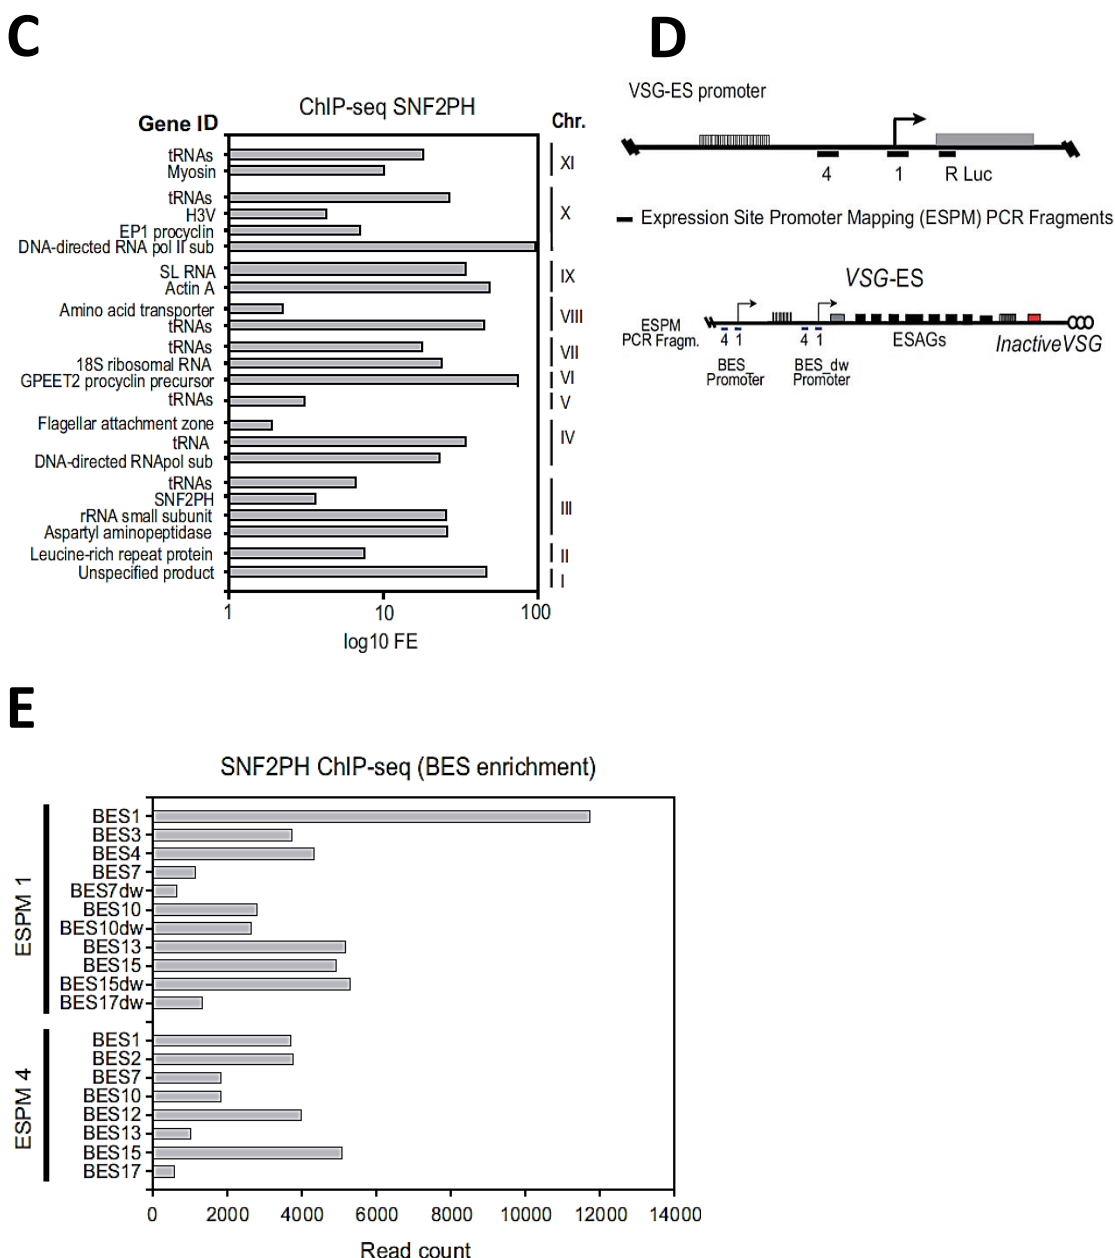 C
ChIP-seq SNF2PH
Gene ID
Chr.
tRNAs
Myosin
XI
tRNAs
H3V
EP1 procyclin
DNA-directed RNA pol II sub
X
SL RNA
Actin A
IX
Amino acid transporter
tRNAs
VIII
tRNAs
18S ribosomal RNA
VII
GPEET2 procyclin precursor
VI
tRNAs
V
Flagellar attachment zone
tRNA
DNA-directed RNApol sub
IV
tRNAs
SNF2PH
rRNA small subunit
Aspartyl aminopeptidase
III
Leucine-rich repeat protein
II
Unspecified product
I
1 10 100
log10 FE
D
VSG-ES promoter
4 1 R Luc
Expression Site Promoter Mapping (ESPM) PCR Fragments
VSG-ES
ESPM
PCR Fragm.
4 1 4 1
ESAGs
InactiveVSG
BES_
Promoter
BES_dw
Promoter
E
SNF2PH ChIP-seq (BES enrichment)
ESPM 1
BES1
BES3
BES4
BES7
BES7dw
BES10
BES10dw
BES13
BES15
BES15dw
BES17dw
ESPM 4
BES1
BES2
BES7
BES10
BES12
BES13
BES15
BES17
0 2000 4000 6000 8000 10000 12000 14000
Read count